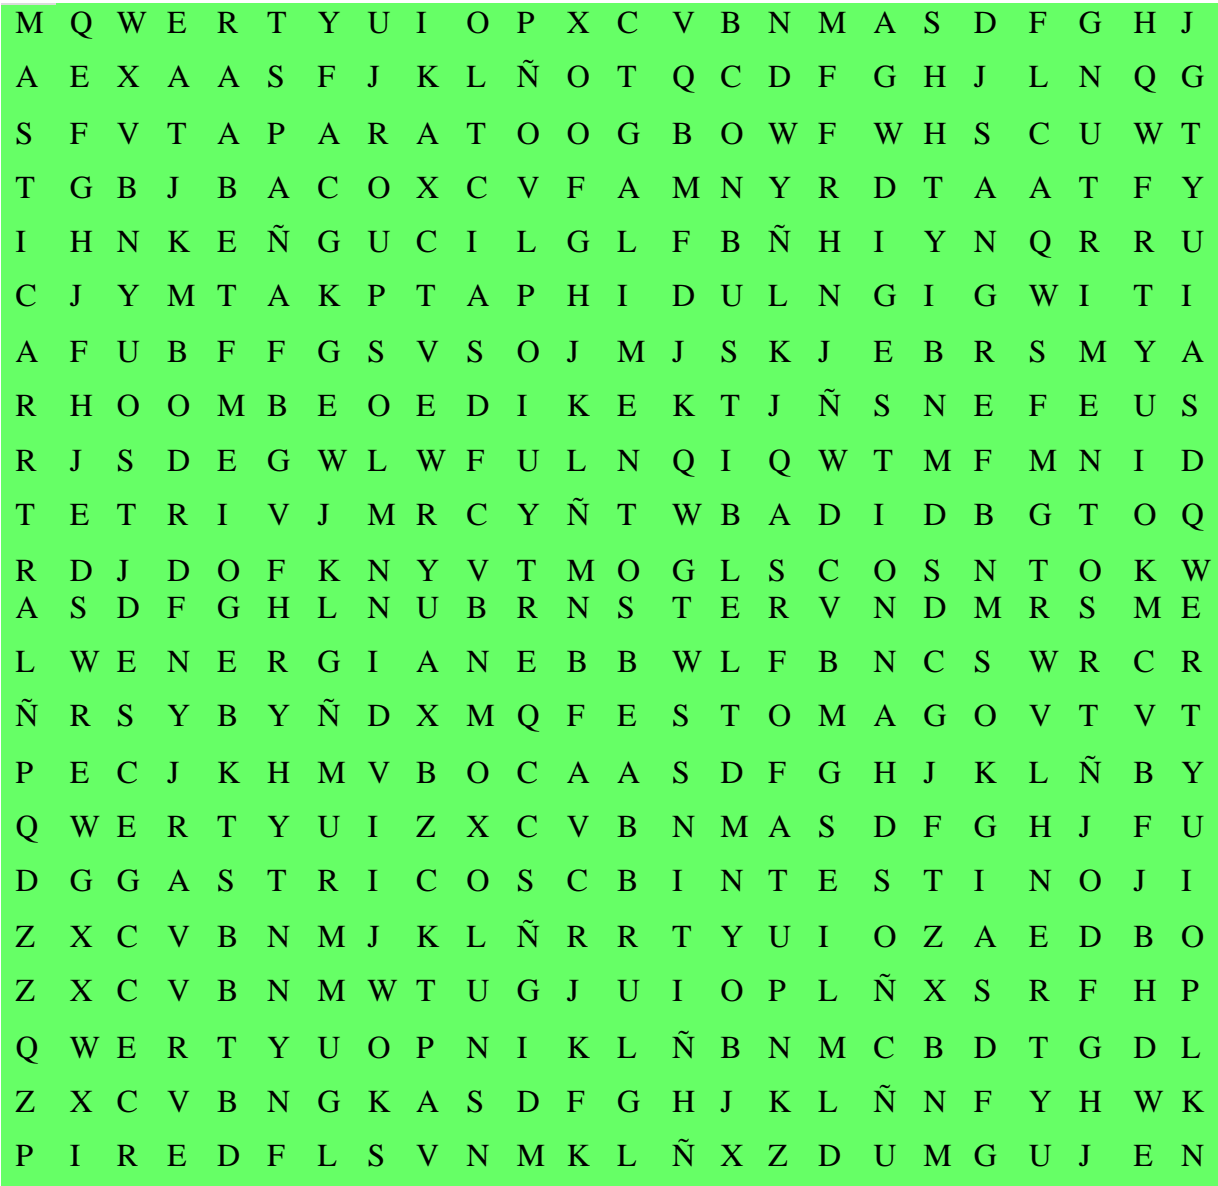 M Q W E R T Y U I O P X C V B N M A S D F G H J
A E X A A S F J K L Ñ O T Q C D F G H J L N Q G
S F V T A P A R A T O O G B O W F W H S C U W T
T G B J B A C O X C V F A M N Y R D T A A T F Y
I H N K E Ñ G U C I L G L F B Ñ H I Y N Q R R U
C J Y M T A K P T A P H I D U L N G I G W I T I
A F U B F F G S V S O J M J S K J E B R S M Y A
R H O O M B E O E D I K E K T J Ñ S N E F E U S
R J S D E G W L W F U L N Q I Q W T M F M N I D
T E T R I V J M R C Y Ñ T W B A D I D B G T O Q
R D J D O F K N Y V T M O G L S C O S N T O K W
A S D F G H L N U B R N S T E R V N D M R S M E
L W E N E R G I A N E B B W L F B N C S W R C R
Ñ R S Y B Y Ñ D X M Q F E S T O M A G O V T V T
P E C J K H M V B O C A A S D F G H J K L Ñ B Y
Q W E R T Y U I Z X C V B N M A S D F G H J F U
D G G A S T R I C O S C B I N T E S T I N O J I
Z X C V B N M J K L Ñ R R T Y U I O Z A E D B O
Z X C V B N M W T U G J U I O P L Ñ X S R F H P
Q W E R T Y U O P N I K L Ñ B N M C B D T G D L
Z X C V B N G K A S D F G H J K L Ñ N F Y H W K
P I R E D F L S V N M K L Ñ X Z D U M G U J E N